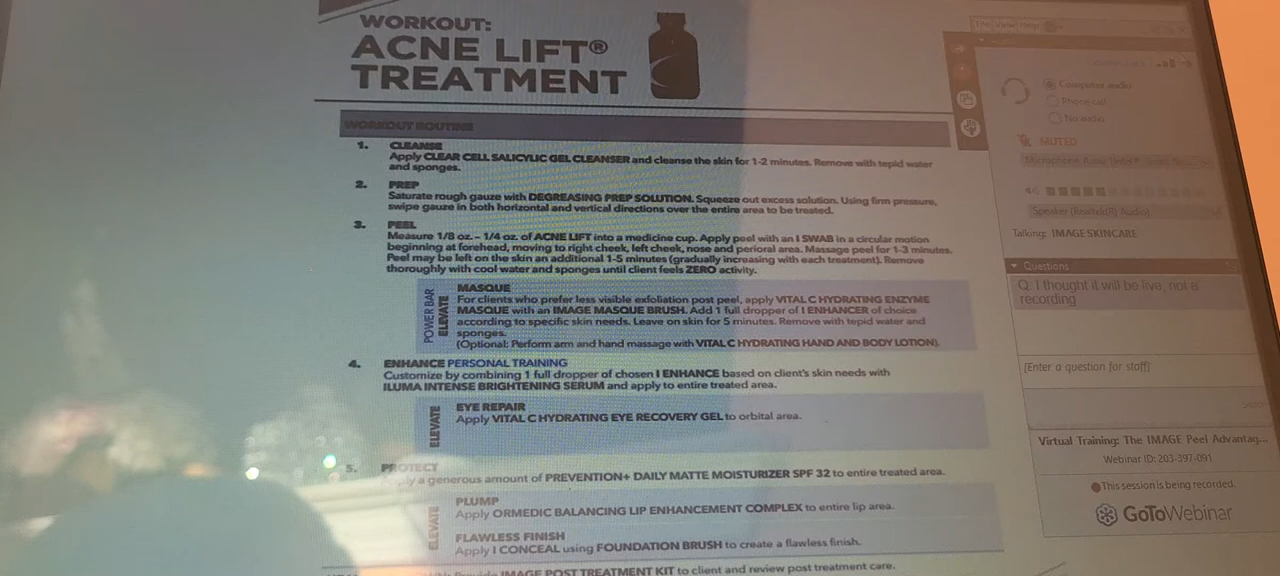 WORKOUT:
ACNE LIFT®
TREATMENT
WORKOUT ROUTINE
1. CLEANSE
Apply CLEAR CELL SALICYLIC GEL CLEANSER and cleanse the skin for 1-2 minutes. Remove with tepid water
and sponges.
2. PREP
Saturate rough gauze with DEGREASING PREP SOLUTION. Squeeze out excess solution. Using firm pressure,
swipe gauze in both horizontal and vertical directions over the entire area to be treated.
3. PEEL
Measure 1/8 oz. – 1/4 oz. of ACNE LIFT into a medicine cup. Apply peel with an I SWAB in a circular motion
beginning at forehead, moving to right cheek, left cheek, nose and perioral area. Massage peel for 1-3 minutes.
Peel may be left on the skin an additional 1-5 minutes (gradually increasing with each treatment). Remove
thoroughly with cool water and sponges until client feels ZERO activity.
POWER BAR
ELEVATE
MASQUE
For clients who prefer less visible exfoliation post peel, apply VITAL C HYDRATING ENZYME
MASQUE with an IMAGE MASQUE BRUSH. Add 1 full dropper of I ENHANCER of choice
according to specific skin needs. Leave on skin for 5 minutes. Remove with tepid water and
sponges.
(Optional: Perform arm and hand massage with VITAL C HYDRATING HAND AND BODY LOTION).
4. ENHANCE PERSONAL TRAINING
Customize by combining 1 full dropper of chosen I ENHANCE based on client's skin needs with
ILUMA INTENSE BRIGHTENING SERUM and apply to entire treated area.
ELEVATE
EYE REPAIR
Apply VITAL C HYDRATING EYE RECOVERY GEL to orbital area.
5. PROTECT
a generous amount of PREVENTION+ DAILY MATTE MOISTURIZER SPF 32 to entire treated area.
ELEVATE
PLUMP
Apply ORMEDIC BALANCING LIP ENHANCEMENT COMPLEX to entire lip area.
FLAWLESS FINISH
Apply I CONCEAL using FOUNDATION BRUSH to create a flawless finish.
IMAGE POST TREATMENT KIT to client and review post treatment care.
File View Help
Computer audio
Phone call
No audio
MUTED
Talking: IMAGE SKINCARE
Questions
Q: I thought it will be live, not a
recording
[Enter a question for staff]
Virtual Training: The IMAGE Peel Advantag...
Webinar ID: 203-397-091
This session is being recorded.
GoToWebinar